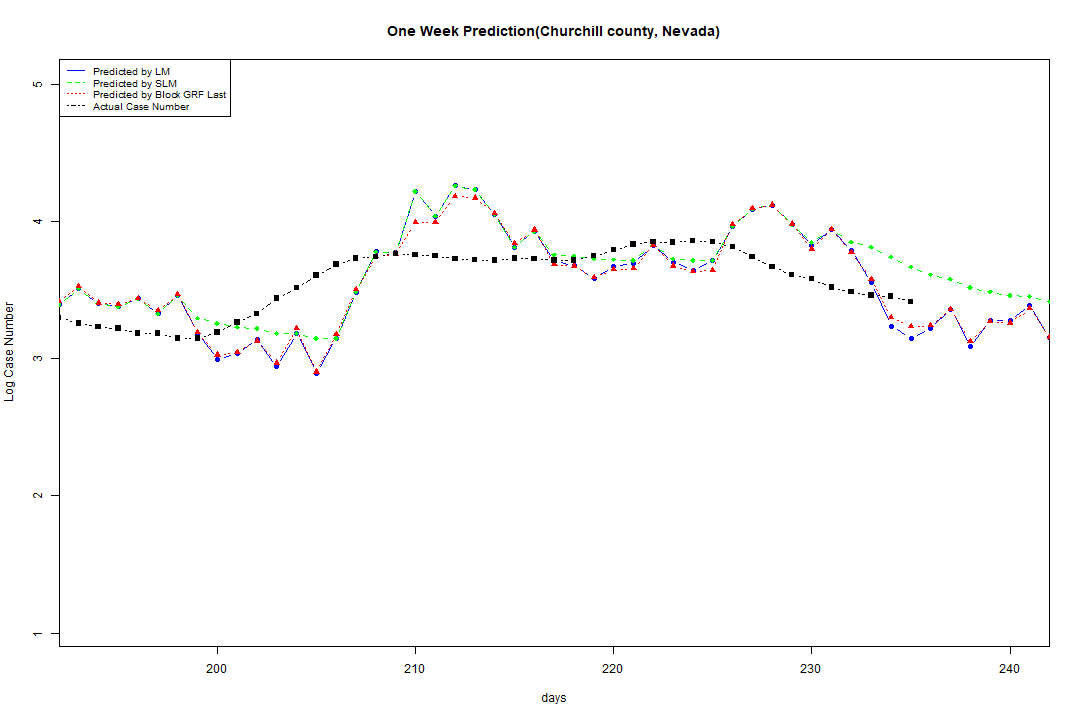 One Week Prediction(Churchill county, Nevada)
Predicted by LM
Predicted by SLM
Predicted by Block GRF Last
Actual Case Number
5
4
3
2
1
Log Case Number
200
210
220
230
240
days